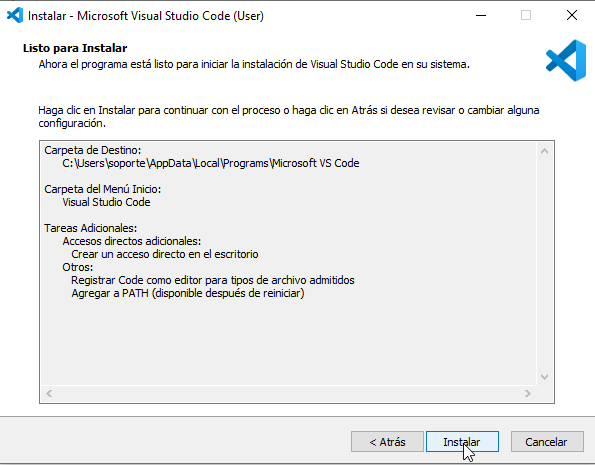 Instalar - Microsoft Visual Studio Code (User)
Listo para Instalar
Ahora el programa está listo para iniciar la instalación de Visual Studio Code en su sistema.
Haga clic en Instalar para continuar con el proceso o haga clic en Atrás si desea revisar o cambiar alguna
configuración.
Carpeta de Destino:
C:\Users\soporte\AppData\Local\Programs\Microsoft VS Code
Carpeta del Menú Inicio:
Visual Studio Code
Tareas Adicionales:
Accesos directos adicionales:
Crear un acceso directo en el escritorio
Otros:
Registrar Code como editor para tipos de archivo admitidos
Agregar a PATH (disponible después de reiniciar)
< Atrás
Instalar
Cancelar